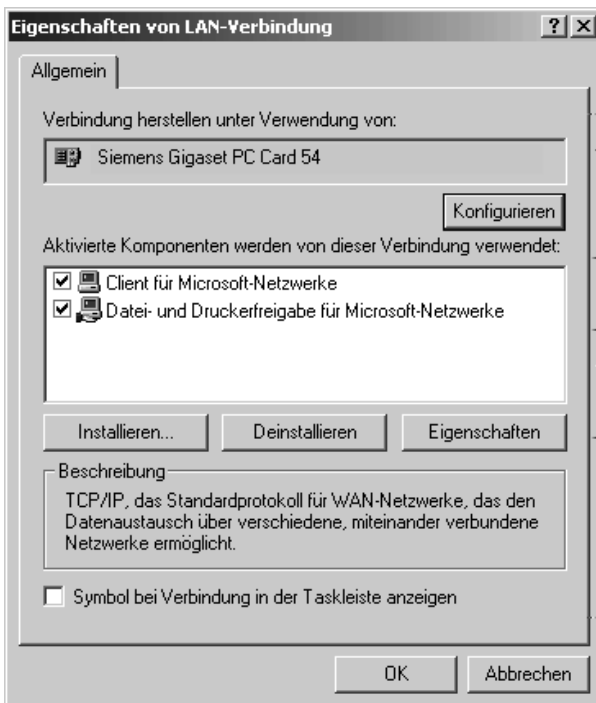 Eigenschaften von LAN-Verbindung
Allgemein
Verbindung herstellen unter Verwendung von:
Siemens Gigaset PC Card 54
Konfigurieren
Aktivierte Komponenten werden von dieser Verbindung verwendet:
Client für Microsoft-Netzwerke
Datei- und Druckerfreigabe für Microsoft-Netzwerke
Installieren... Deinstallieren Eigenschaften
Beschreibung
TCP/IP, das Standardprotokoll für WAN-Netzwerke, das den
Datenaustausch über verschiedene, miteinander verbundene
Netzwerke ermöglicht.
Symbol bei Verbindung in der Taskleiste anzeigen
OK Abbrechen